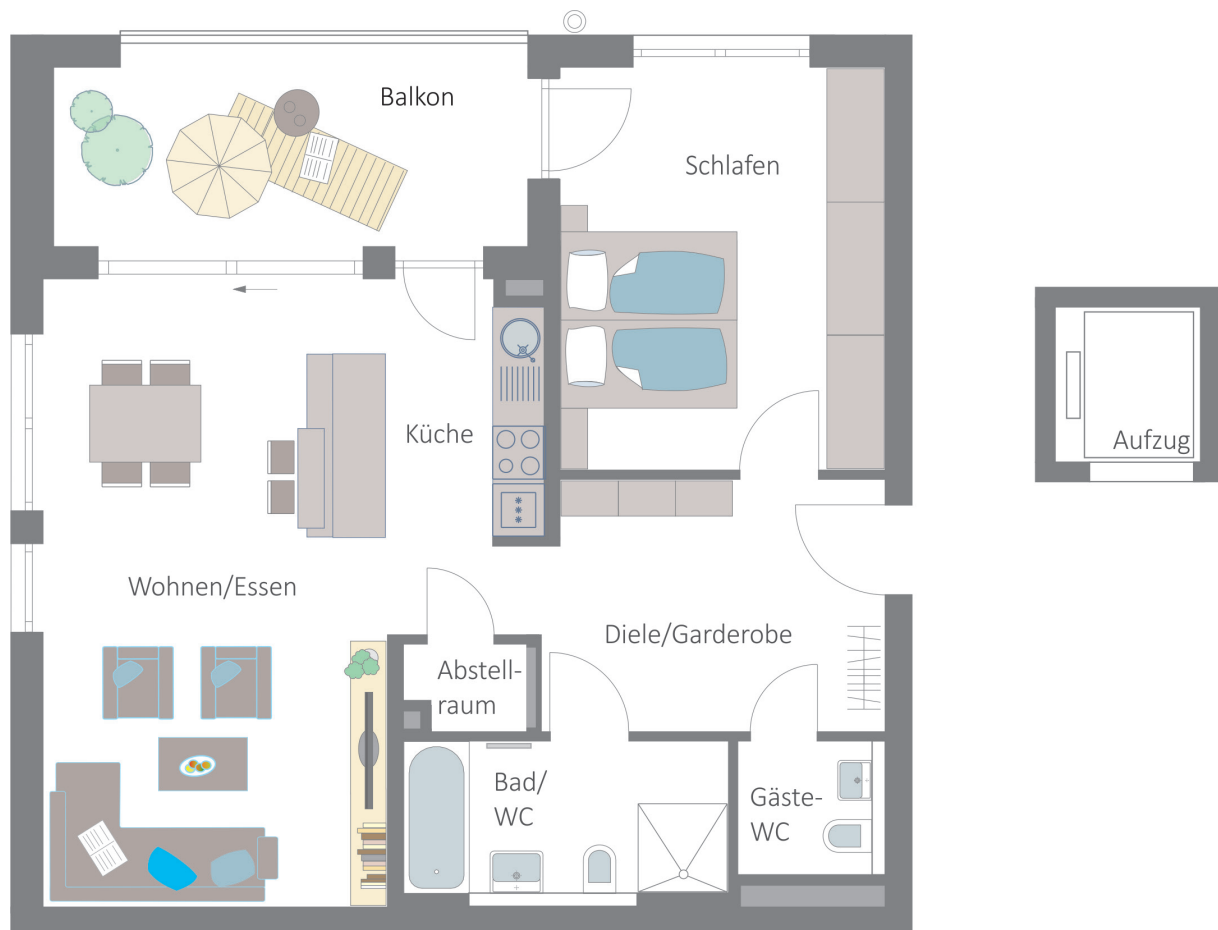 Balkon
Schlafen
Küche
Aufzug
Wohnen/Essen
Diele/Garderobe
Abstell-
raum
Bad/
WC
Gäste-
WC